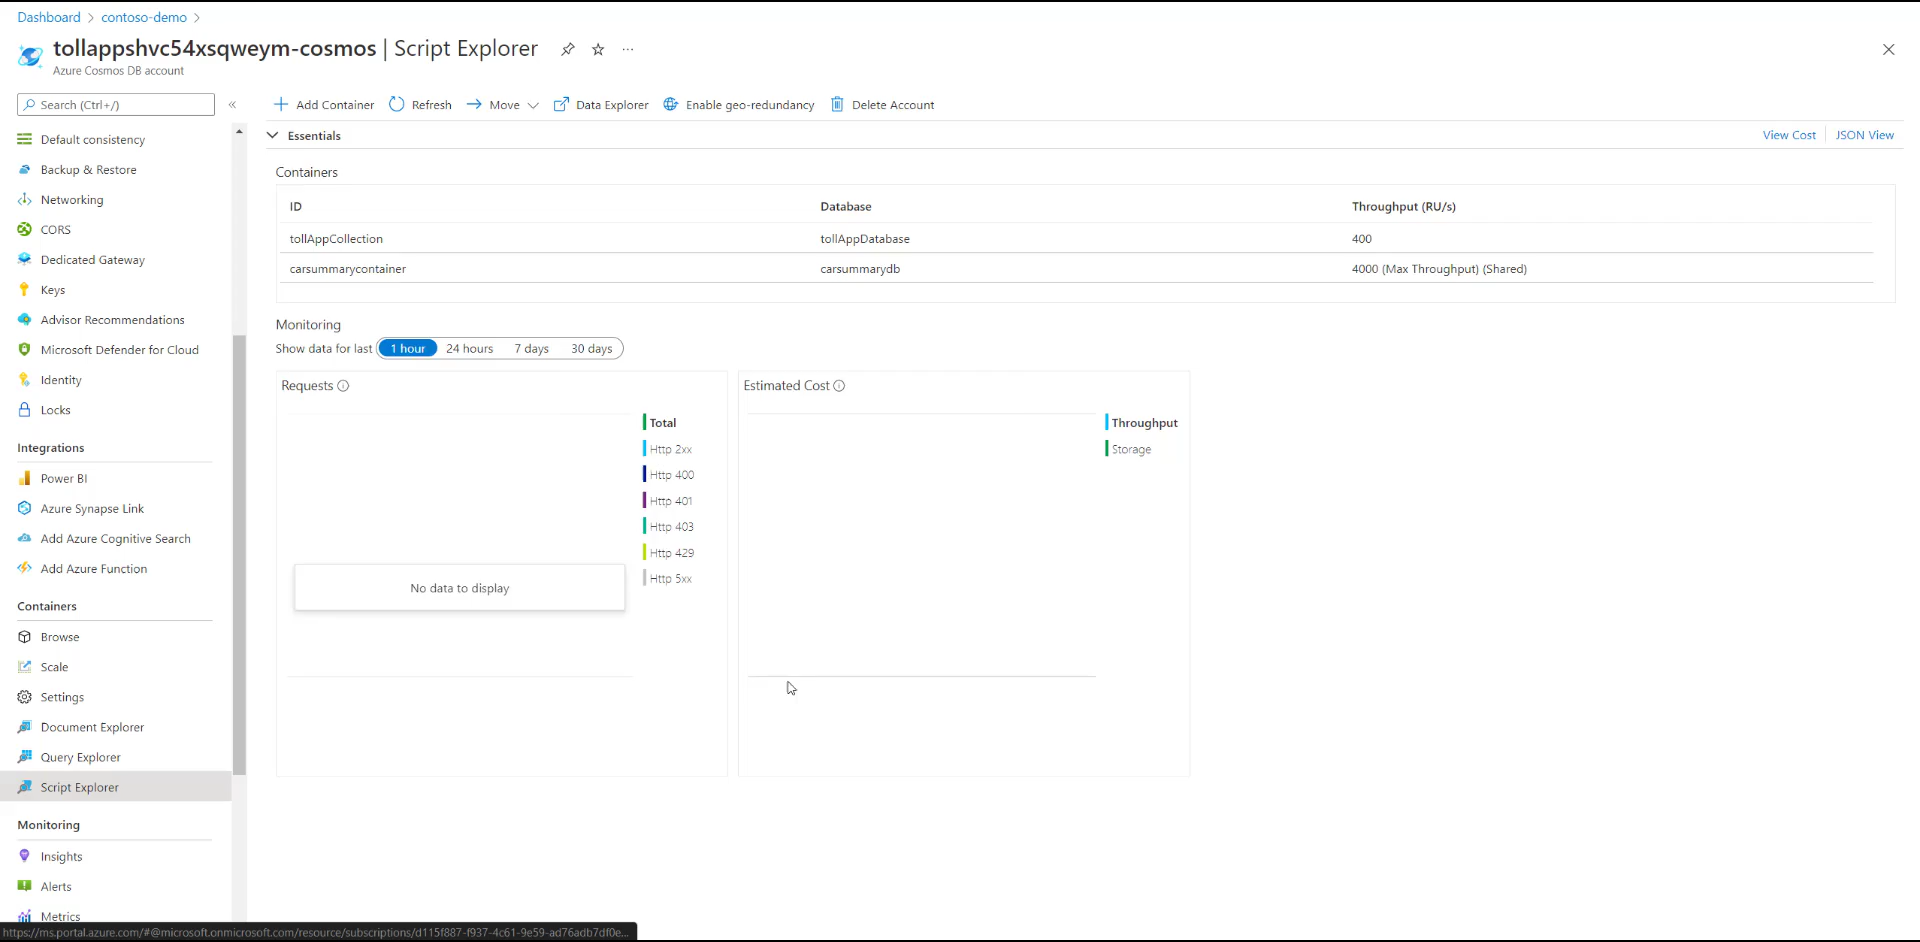 Dashboard > contoso-demo >
tollappshvc54xsqweym-cosmos | Script Explorer
Azure Cosmos DB account
Search (Ctrl+/)
Default consistency
Backup & Restore
Networking
CORS
Dedicated Gateway
Keys
Advisor Recommendations
Microsoft Defender for Cloud
Identity
Locks
Integrations
Power BI
Azure Synapse Link
Add Azure Cognitive Search
Add Azure Function
Containers
Browse
Scale
Settings
Document Explorer
Query Explorer
Script Explorer
Monitoring
Insights
Alerts
Metrics
Add Container Refresh Move Data Explorer Enable geo-redundancy Delete Account
Essentials View Cost JSON View
Containers
ID Database Throughput (RU/s)
tollAppCollection tollAppDatabase 400
carsummarycontainer carsummarydb 4000 (Max Throughput) (Shared)
Monitoring
Show data for last 1 hour 24 hours 7 days 30 days
Requests
Total
Http 2xx
Http 400
Http 401
Http 403
Http 429
Http 5xx
No data to display
Estimated Cost
Throughput
Storage
https://ms.portal.azure.com/#@microsoft.onmicrosoft.com/resource/subscriptions/d115f887-f937-4c61-9e59-ad76adb7df0e...